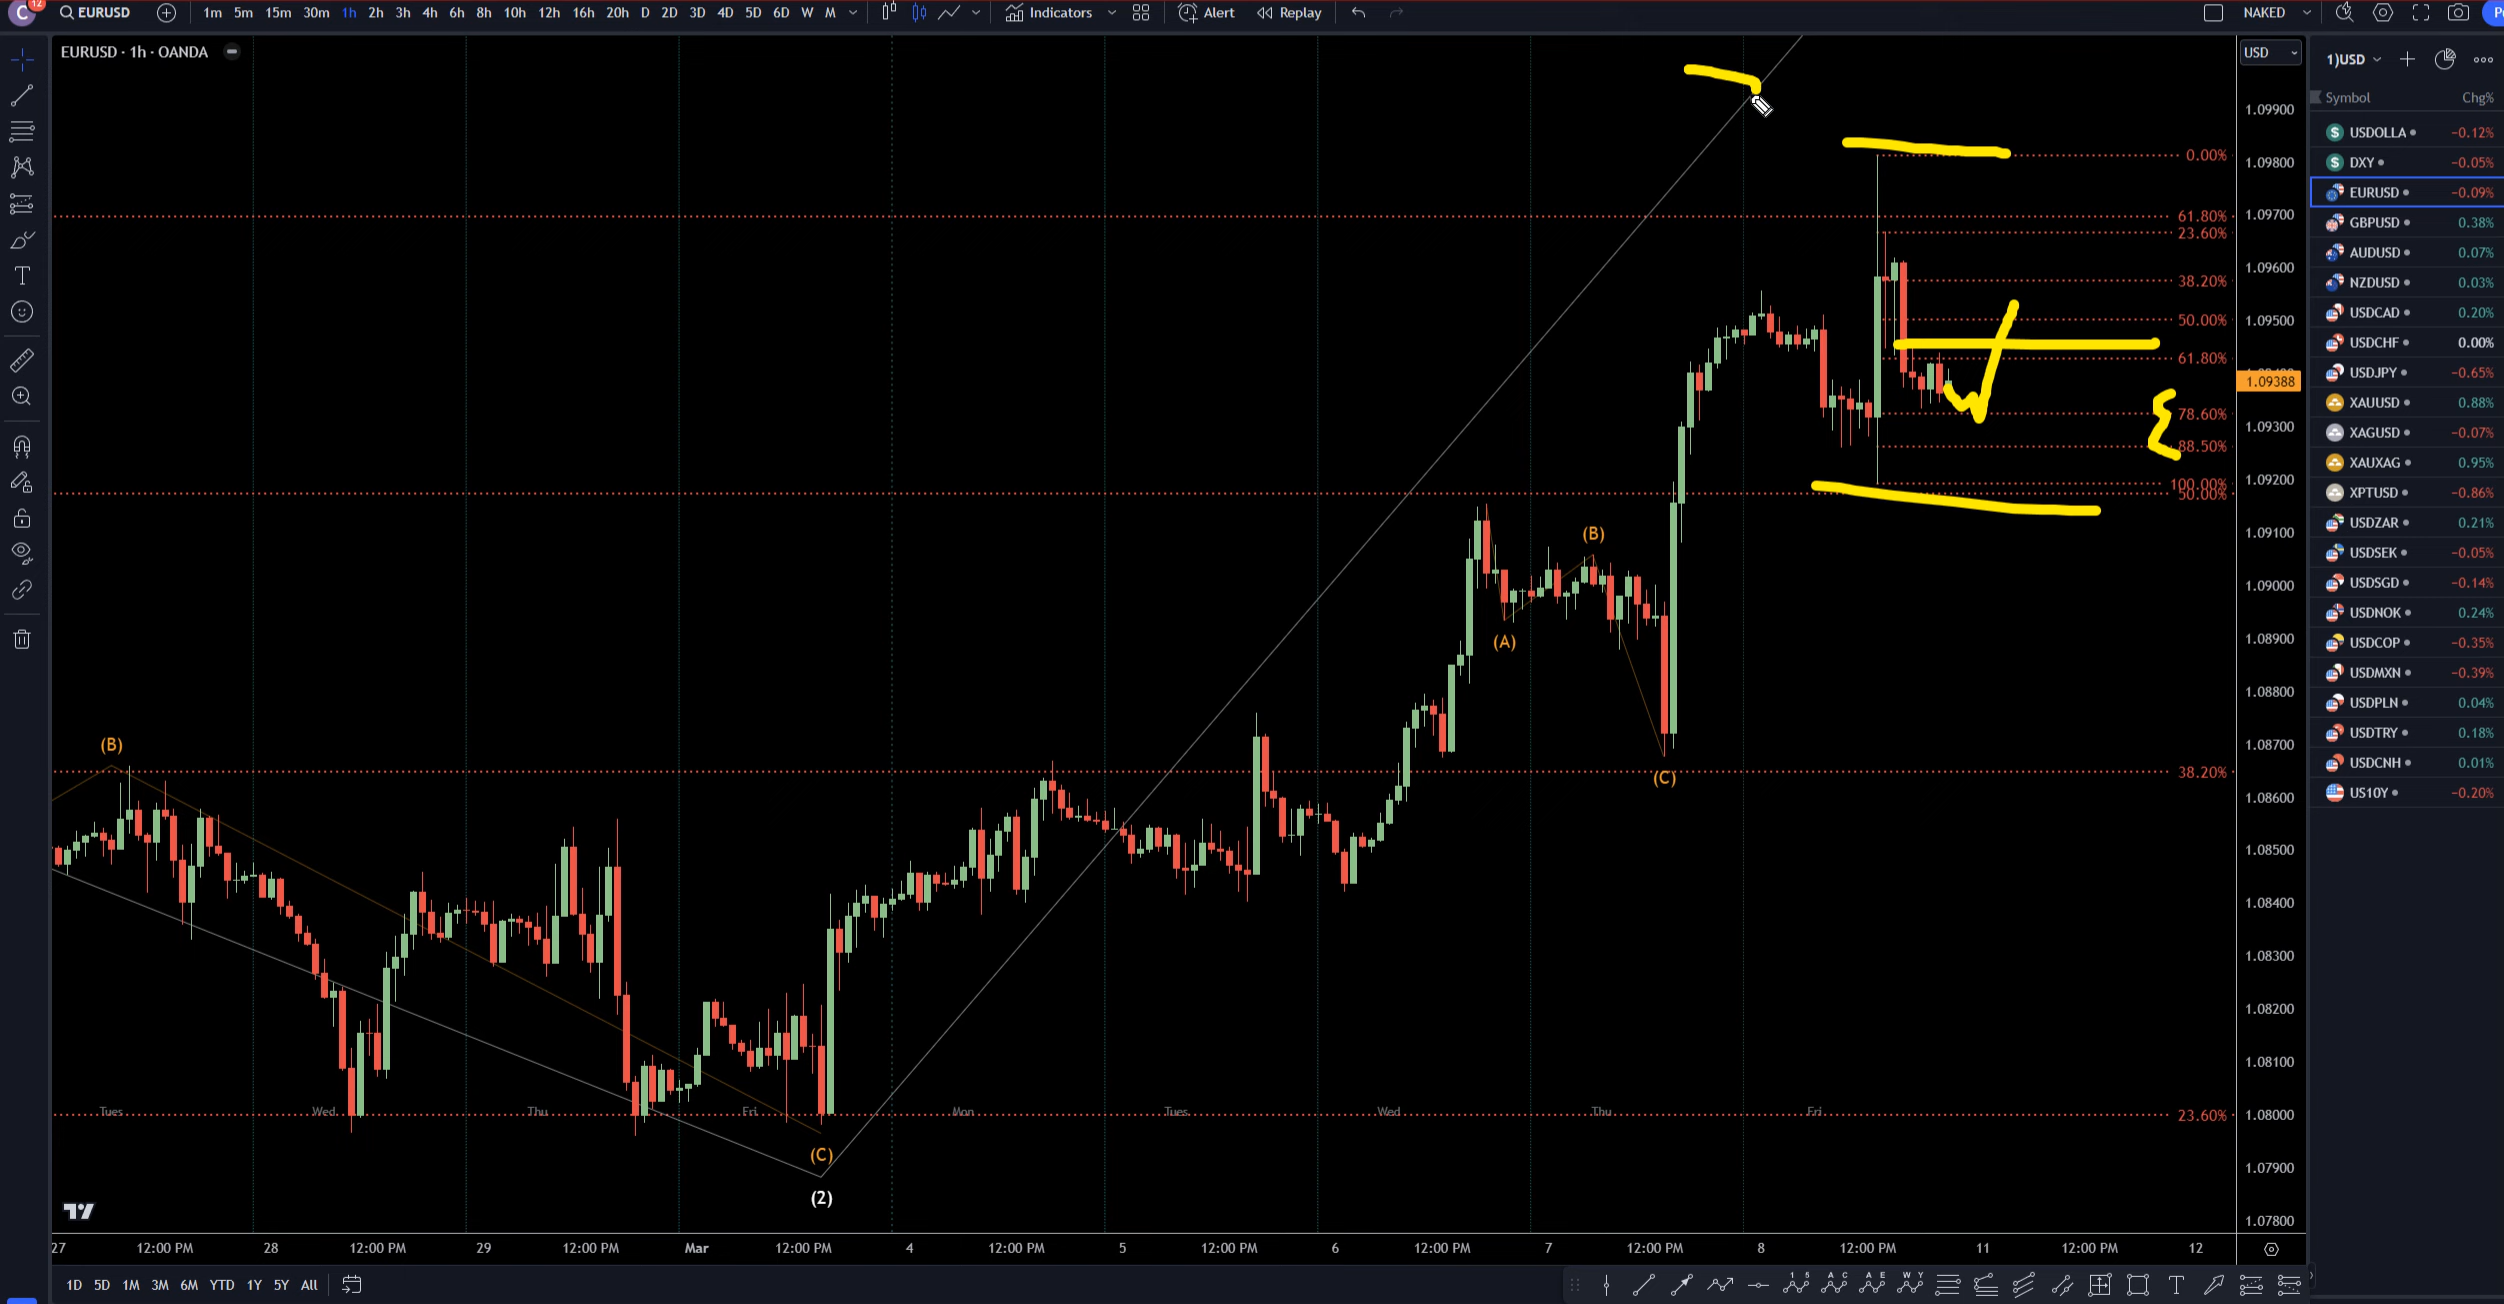 C 12 EURUSD 1m 5m 15m 30m 1h 2h 3h 4h 6h 8h 10h 12h 16h 20h D 2D 3D 4D 5D 6D W M Indicators Alert Replay NAKED
EURUSD · 1h · OANDA
USD
1.09900
1.09800
1.09700
1.09600
1.09500
1.09388
1.09300
1.09200
1.09100
1.09000
1.08900
1.08800
1.08700
1.08600
1.08500
1.08400
1.08300
1.08200
1.08100
1.08000
1.07900
1.07800
0.00%
61.80%
23.60%
38.20%
50.00%
61.80%
78.60%
88.50%
100.00%
50.00%
38.20%
23.60%
(B)
(A)
(C)
(B)
(C)
(2)
Tues Wed Thu Fri Mon Tues Wed Thu Fri
27 12:00 PM 28 12:00 PM 29 12:00 PM Mar 12:00 PM 4 12:00 PM 5 12:00 PM 6 12:00 PM 7 12:00 PM 8 12:00 PM 11 12:00 PM 12
1D 5D 1M 3M 6M YTD 1Y 5Y All
1)USD
Symbol Chg%
USDOLLA −0.12%
DXY −0.05%
EURUSD −0.09%
GBPUSD 0.38%
AUDUSD 0.07%
NZDUSD 0.03%
USDCAD 0.20%
USDCHF 0.00%
USDJPY −0.65%
XAUUSD 0.88%
XAGUSD −0.07%
XAUXAG 0.95%
XPTUSD −0.86%
USDZAR 0.21%
USDSEK −0.05%
USDSGD −0.14%
USDNOK 0.24%
USDCOP −0.35%
USDMXN −0.39%
USDPLN 0.04%
USDTRY 0.18%
USDCNH 0.01%
US10Y −0.20%